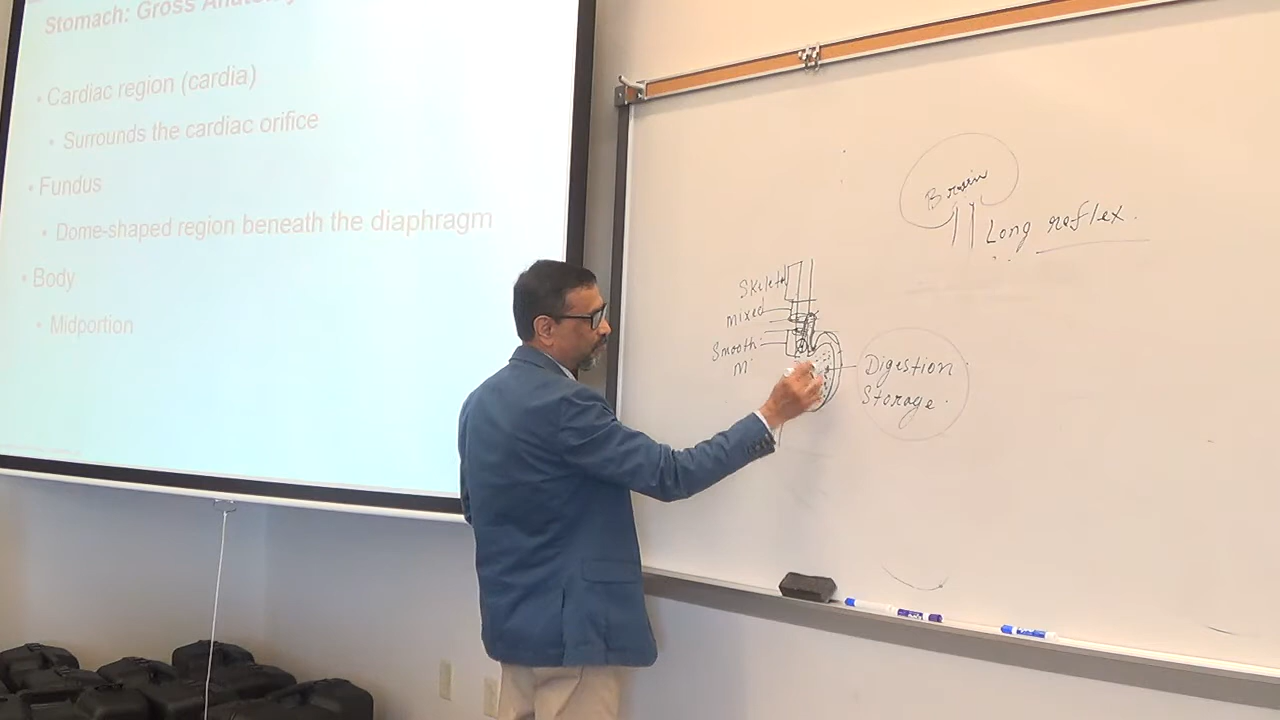 Stomach: Gross Anatomy
• Cardiac region (cardia)
• Surrounds the cardiac orifice
• Fundus
• Dome-shaped region beneath the diaphragm
• Body
• Midportion
Brain
Long reflex.
Skeletal
mixed
Smooth
M
Digestion
Storage.